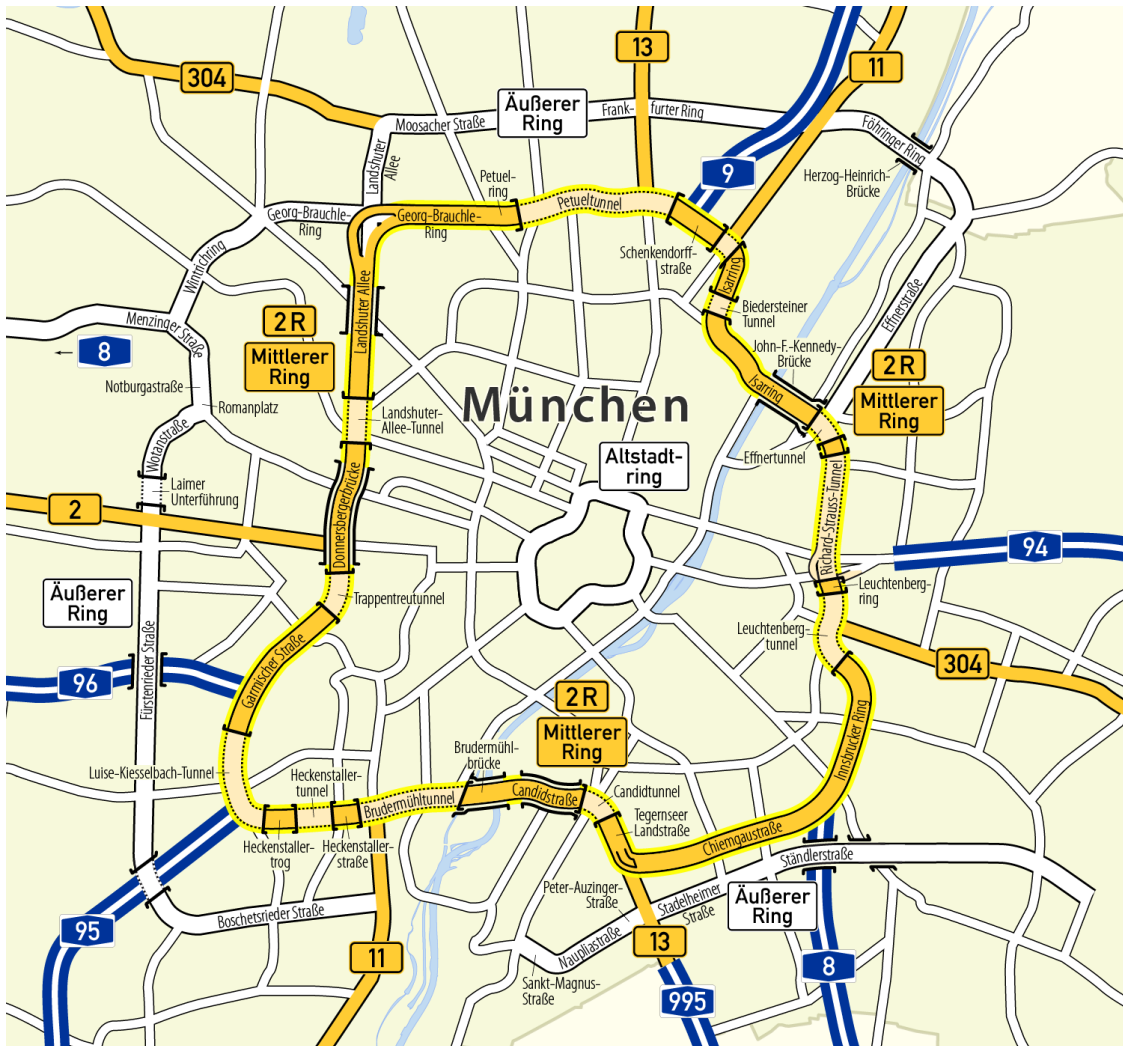 13
304
11
Äußerer
Ring
Frank-
furter Ring
Moosacher Straße
Föhringer Ring
Landshuter
Allee
9
Herzog-Heinrich-
Brücke
Petuel-
ring
Petueltunnel
Georg-Brauchle-
Ring
Georg-Brauchle-
Ring
Schenkendorff-
straße
Wintrichring
Isarring
Effnerstraße
Landshuter Allee
Biedersteiner
Tunnel
Menzinger Straße
2 R
Mittlerer
Ring
8
John-F.-Kennedy-
Brücke
2 R
Mittlerer
Ring
Isarring
Notburgastraße
Romanplatz
München
Landshuter-
Allee-Tunnel
Wotanstraße
Effnertunnel
Altstadt-
ring
Laimer
Unterführung
2
Donnersbergerbrücke
Richard-Strauss-Tunnel
94
Äußerer
Ring
Trappentreutunnel
Leuchtenberg-
ring
Leuchtenberg-
tunnel
Fürstenrieder Straße
Garmischer Straße
304
96
2 R
Mittlerer
Ring
Innsbrucker Ring
Brudermühl-
brücke
Luise-Kiesselbach-Tunnel
Heckenstaller-
tunnel
Brudermühltunnel
Candidstraße
Candidtunnel
Tegernseer
Landstraße
Chiemgaustraße
Heckenstaller-
trog
Heckenstaller-
straße
Ständlerstraße
Peter-Auzinger-
Straße
Stadelheimer
Straße
Äußerer
Ring
Boschetsrieder Straße
95
Naupliastraße
13
11
8
Sankt-Magnus-
Straße
995